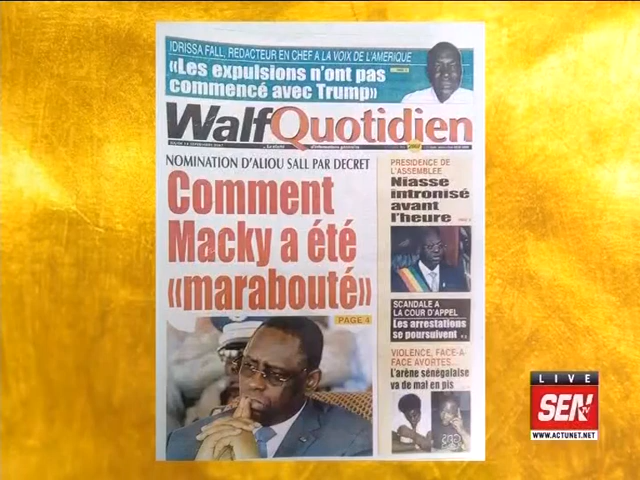 IDRISSA FALL, REDACTEUR EN CHEF A LA VOIX DE L'AMERIQUE
«Les expulsions n'ont pas
commencé avec Trump»
WalfQuotidien
NOMINATION D'ALIOU SALL PAR DECRET
Comment
Macky a été
«marabouté»
PAGE 4
PRESIDENCE DE
L'ASSEMBLEE
Niasse
intronisé
avant
l'heure
SCANDALE A
LA COUR D'APPEL
Les arrestations
se poursuivent
VIOLENCE, FACE-A-
FACE AVORTES...
L'arène sénégalaise
va de mal en pis
LIVE
SEN TV
WWW.ACTUNET.NET